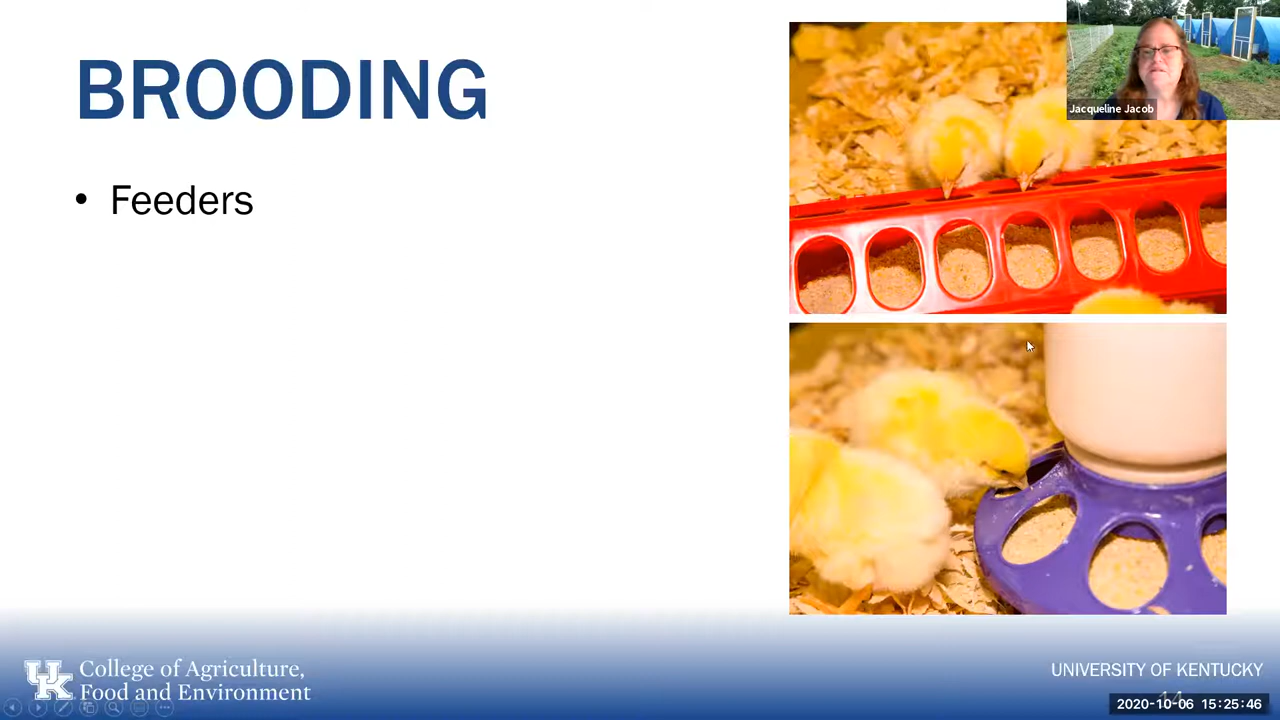 BROODING
• Feeders
Jacqueline Jacob
UK
College of Agriculture,
Food and Environment
UNIVERSITY OF KENTUCKY
2020-10-06 15:25:46